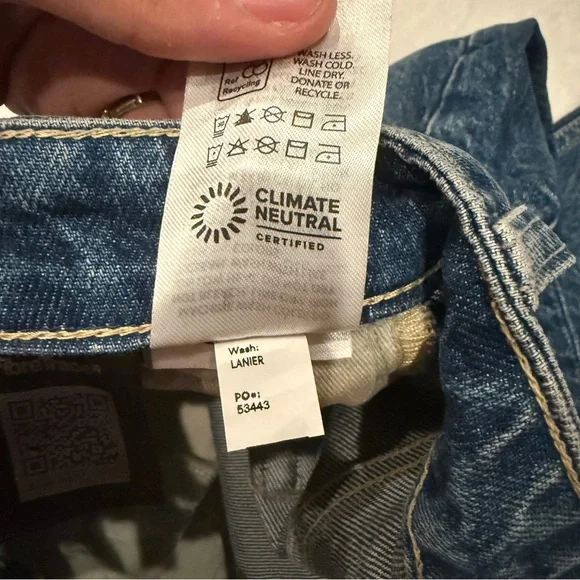 WASH LESS.
WASH COLD.
LINE DRY.
DONATE OR
RECYCLE.
Ref
Recycling
CLIMATE
NEUTRAL
CERTIFIED
Wash:
LANIER
PO#:
53443